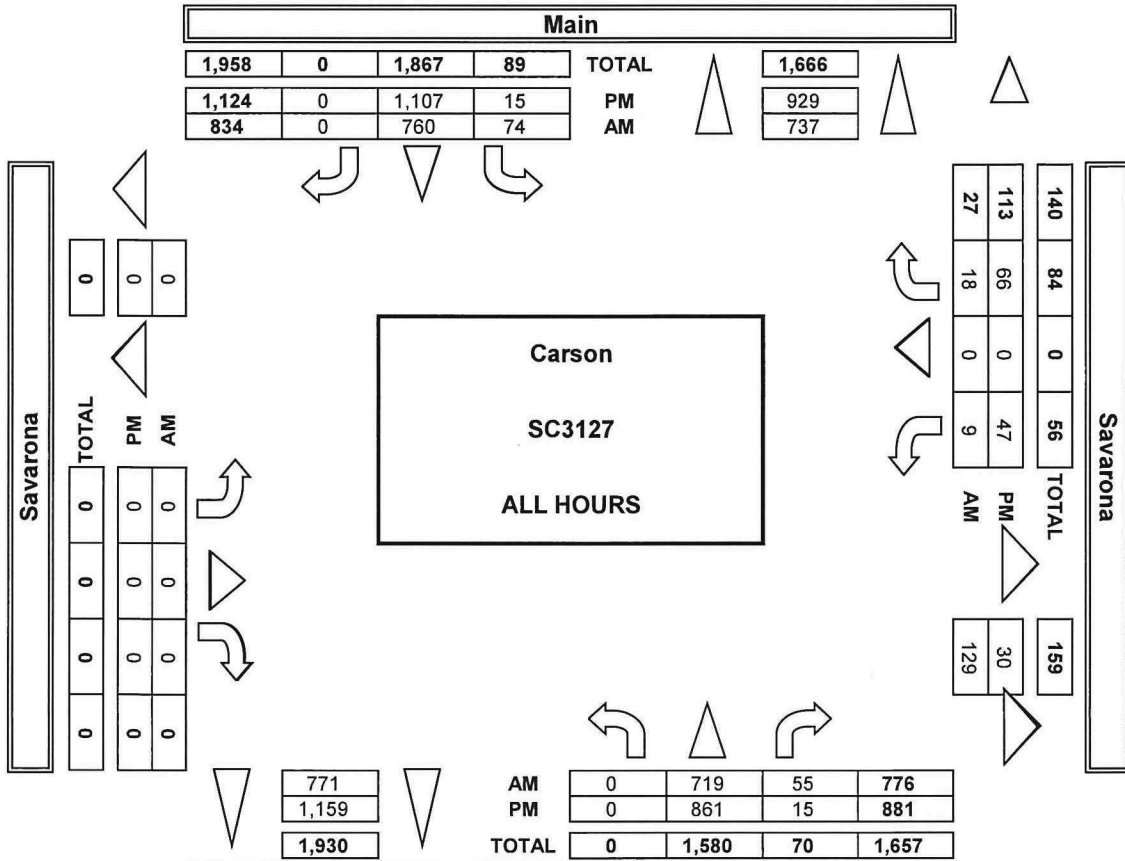 Main
1,958 0 1,867 89 TOTAL 1,666
1,124 0 1,107 15 PM 929
834 0 760 74 AM 737
Savarona
0 0 0
TOTAL PM AM
0 0 0
0 0 0
0 0 0
0 0 0
Carson
SC3127
ALL HOURS
27 113 140
18 66 84
0 0 0
9 47 56
AM PM TOTAL
129 30 159
Savarona
771 AM 0 719 55 776
1,159 PM 0 861 15 881
1,930 TOTAL 0 1,580 70 1,657